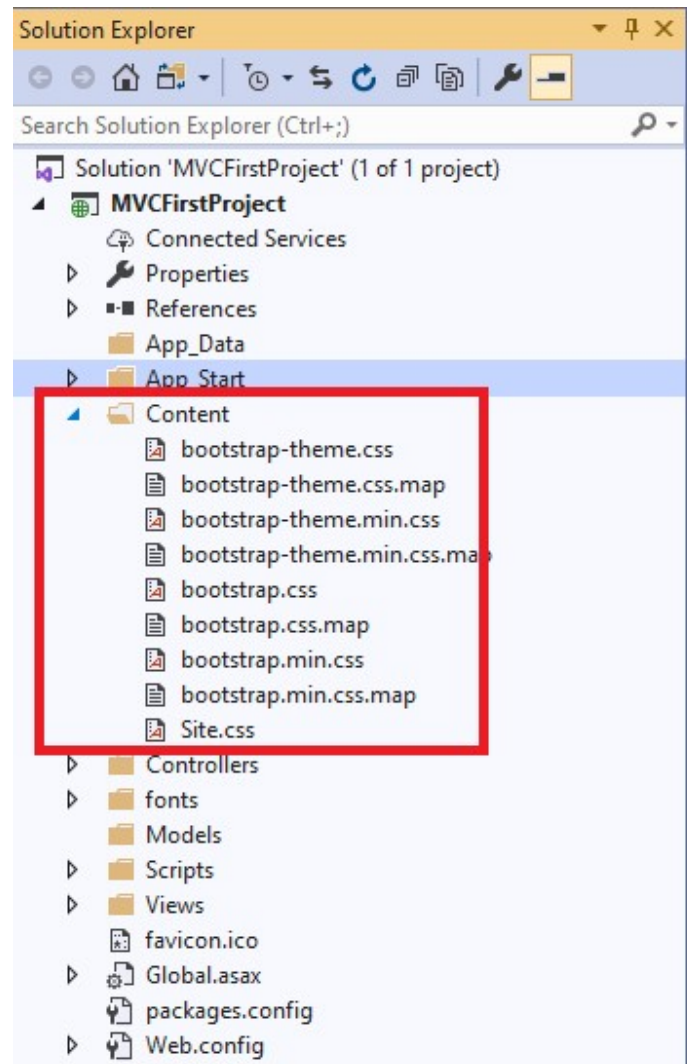 Solution Explorer
Search Solution Explorer (Ctrl+;)
Solution 'MVCFirstProject' (1 of 1 project)
MVCFirstProject
Connected Services
Properties
References
App_Data
App_Start
Content
bootstrap-theme.css
bootstrap-theme.css.map
bootstrap-theme.min.css
bootstrap-theme.min.css.map
bootstrap.css
bootstrap.css.map
bootstrap.min.css
bootstrap.min.css.map
Site.css
Controllers
fonts
Models
Scripts
Views
favicon.ico
Global.asax
packages.config
Web.config